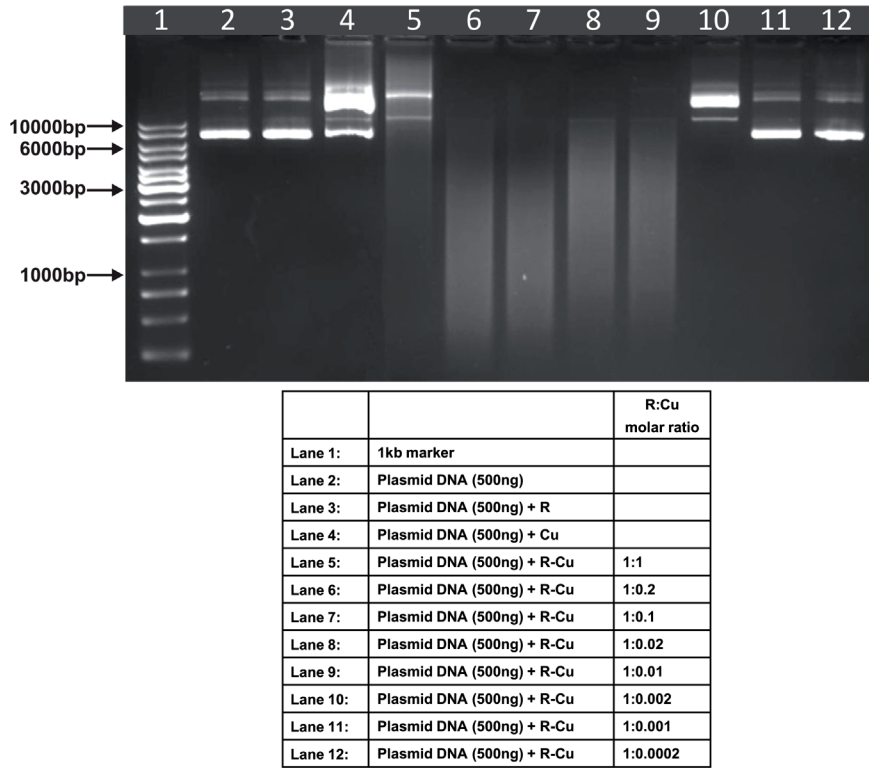 1 2 3 4 5 6 7 8 9 10 11 12
10000bp
6000bp
3000bp
1000bp
R:Cu
molar ratio
Lane 1: 1kb marker
Lane 2: Plasmid DNA (500ng)
Lane 3: Plasmid DNA (500ng) + R
Lane 4: Plasmid DNA (500ng) + Cu
Lane 5: Plasmid DNA (500ng) + R-Cu 1:1
Lane 6: Plasmid DNA (500ng) + R-Cu 1:0.2
Lane 7: Plasmid DNA (500ng) + R-Cu 1:0.1
Lane 8: Plasmid DNA (500ng) + R-Cu 1:0.02
Lane 9: Plasmid DNA (500ng) + R-Cu 1:0.01
Lane 10: Plasmid DNA (500ng) + R-Cu 1:0.002
Lane 11: Plasmid DNA (500ng) + R-Cu 1:0.001
Lane 12: Plasmid DNA (500ng) + R-Cu 1:0.0002